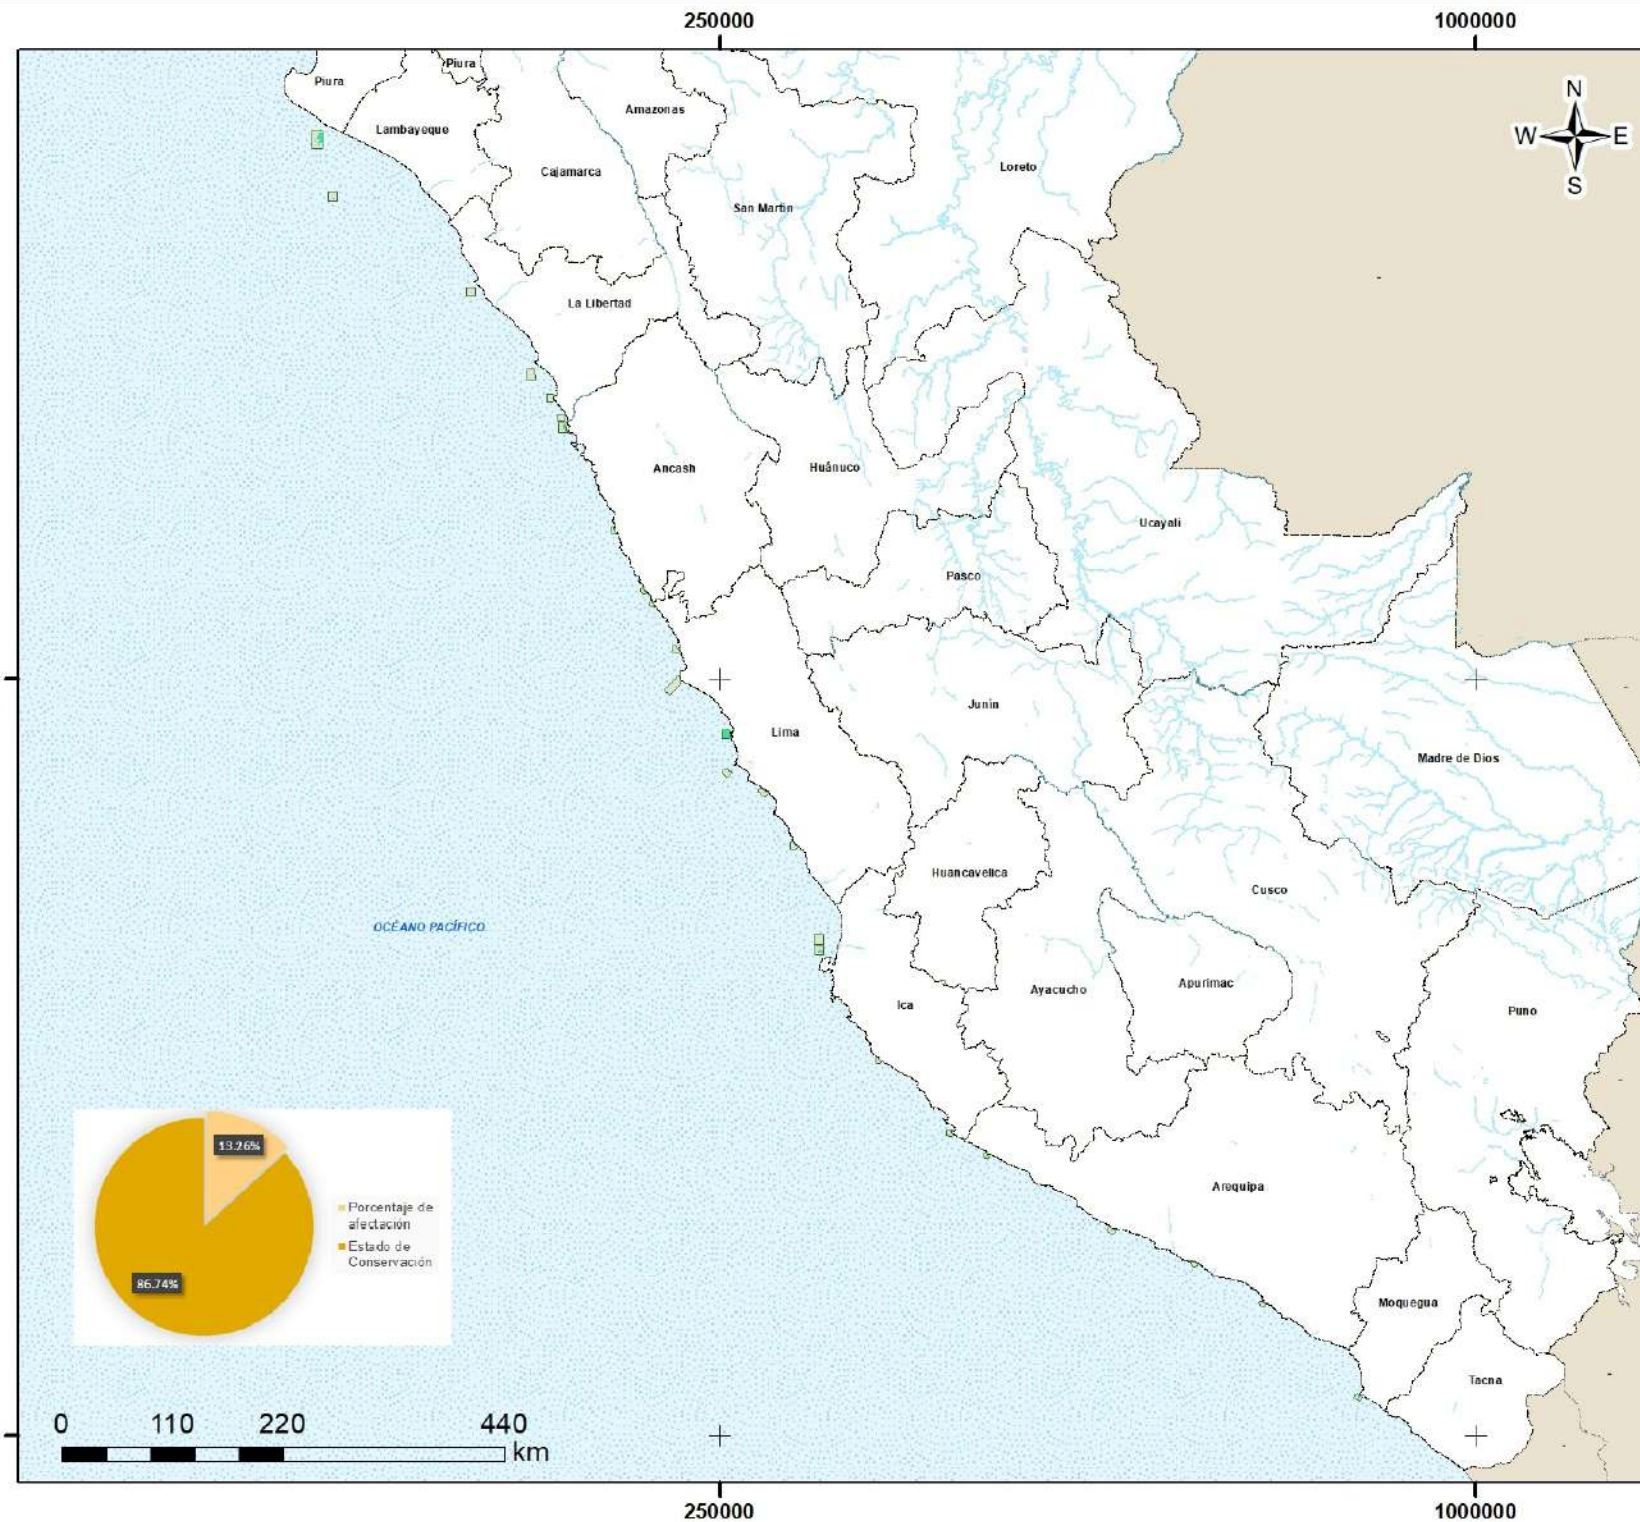 250000
1000000
Piura
Piura
Amazonas
Lambayeque
N
W
E
S
Loreto
Cajamarca
San Martin
La Libertad
Ancash
Huánuco
Ucayali
Pasco
Junín
Lima
Madre de Dios
Huancavelica
Cusco
OCÉANO PACÍFICO
Ayacucho
Apurimac
Ica
Puno
13.26%
Arequipa
Porcentaje de
afectación
Estado de
Conservación
86.74%
Moquegua
Tacna
0
110
220
440
km
250000
1000000